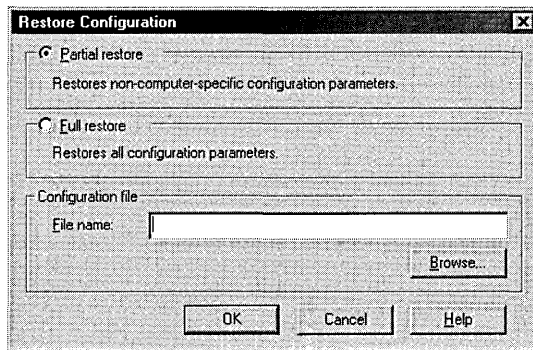 Restore Configuration
Partial restore
Restores non-computer-specific configuration parameters.
Full restore
Restores all configuration parameters.
Configuration file
File name:
Browse...
OK Cancel Help